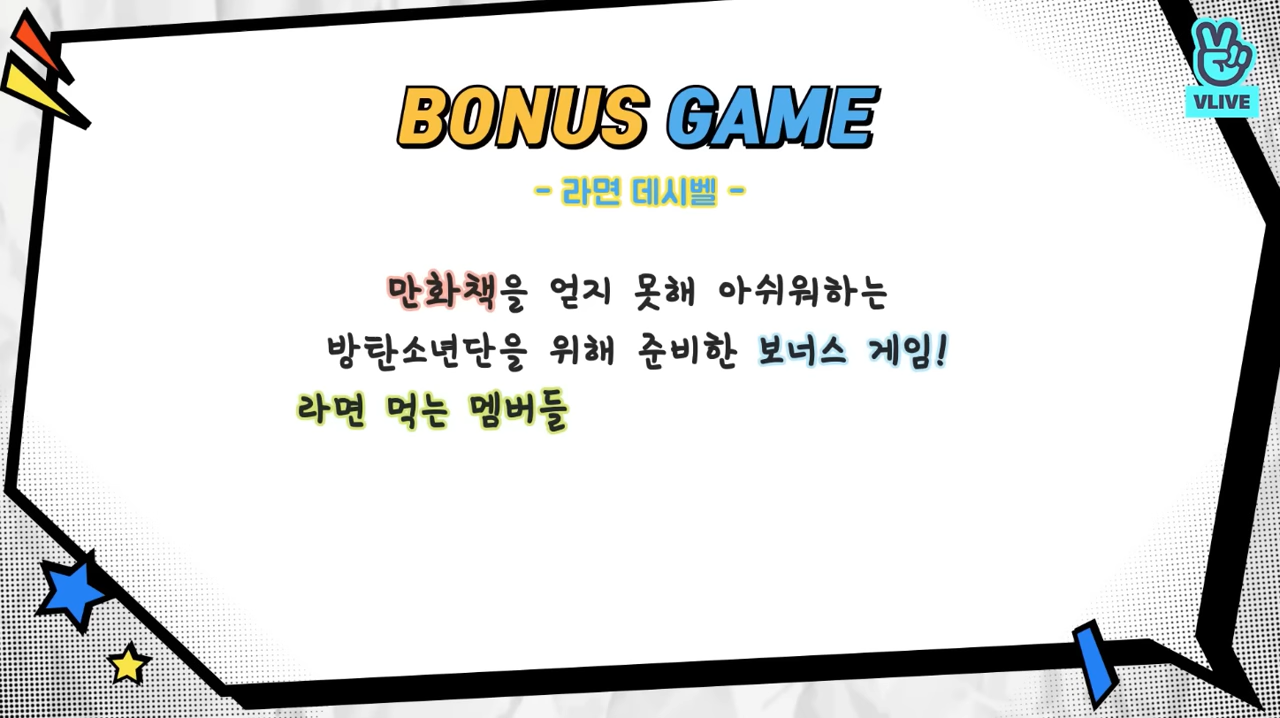 VLIVE
BONUS GAME
- 라면 데시벨 -
만화책을 얻지 못해 아쉬워하는
방탄소년단을 위해 준비한 보너스 게임!
라면 먹는 멤버들